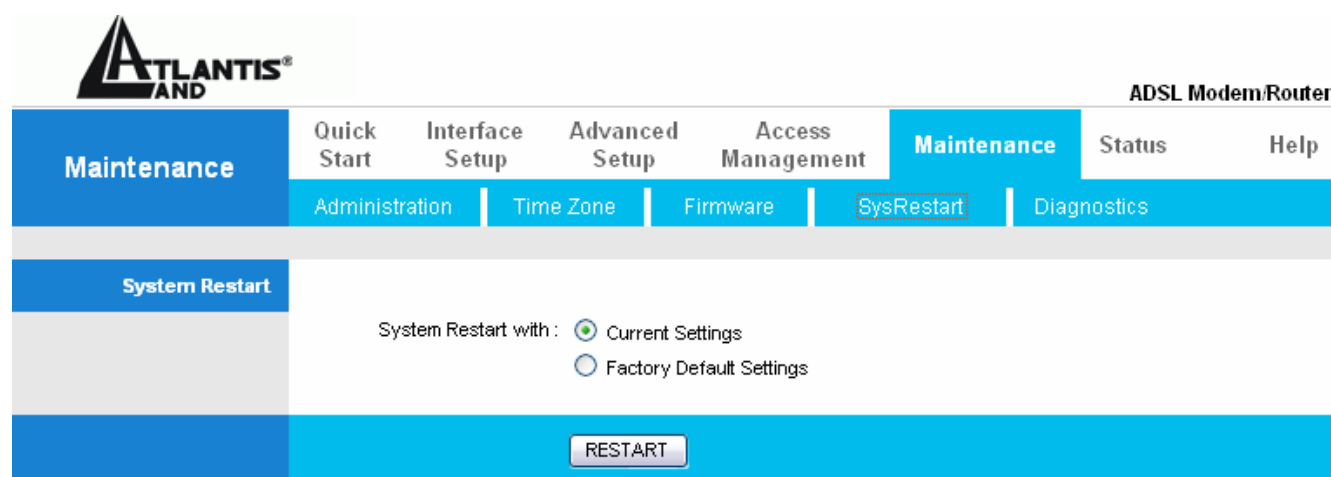 ATLANTIS®
LAND
ADSL Modem/Router
Maintenance
Quick Start
Interface Setup
Advanced Setup
Access Management
Maintenance
Status
Help
Administration
Time Zone
Firmware
SysRestart
Diagnostics
System Restart
System Restart with :
Current Settings
Factory Default Settings
RESTART